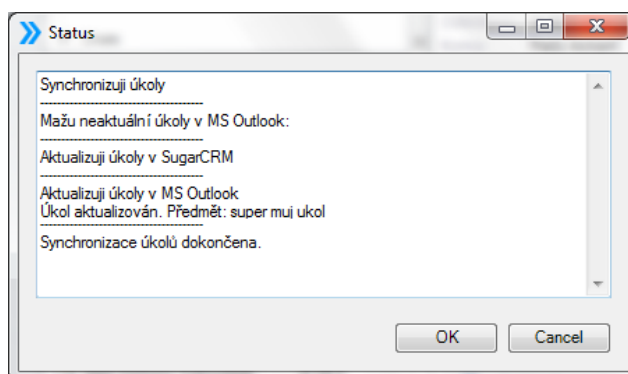 Status
Synchronizuji úkoly
----------------------------------------
Mažu neaktuální úkoly v MS Outlook:
----------------------------------------
Aktualizuji úkoly v SugarCRM
----------------------------------------
Aktualizuji úkoly v MS Outlook
Úkol aktualizován. Předmět: super muj ukol
----------------------------------------
Synchronizace úkolů dokončena.
OK Cancel